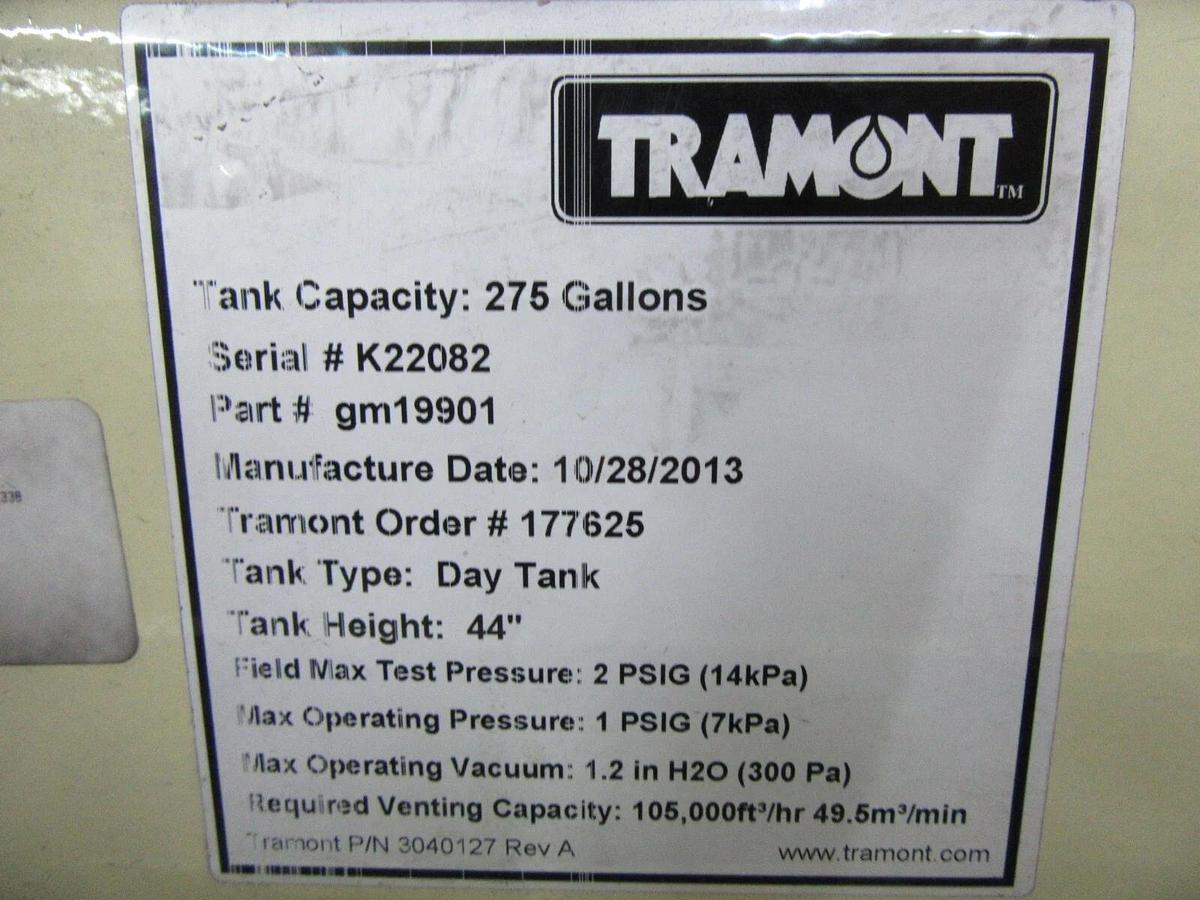 TRAMONT™
Tank Capacity: 275 Gallons
Serial # K22082
Part # gm19901
Manufacture Date: 10/28/2013
Tramont Order # 177625
Tank Type: Day Tank
Tank Height: 44"
Field Max Test Pressure: 2 PSIG (14kPa)
Max Operating Pressure: 1 PSIG (7kPa)
Max Operating Vacuum: 1.2 in H2O (300 Pa)
Required Venting Capacity: 105,000ft³/hr 49.5m³/min
Tramont P/N 3040127 Rev A
www.tramont.com